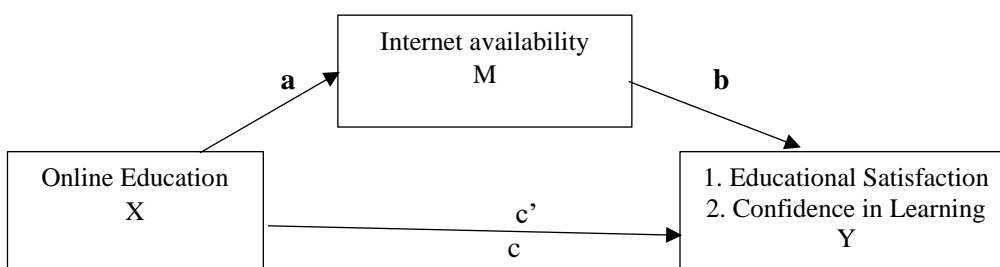 Internet availability
M
a
b
Online Education
X
c’
c
1. Educational Satisfaction
2. Confidence in Learning
Y